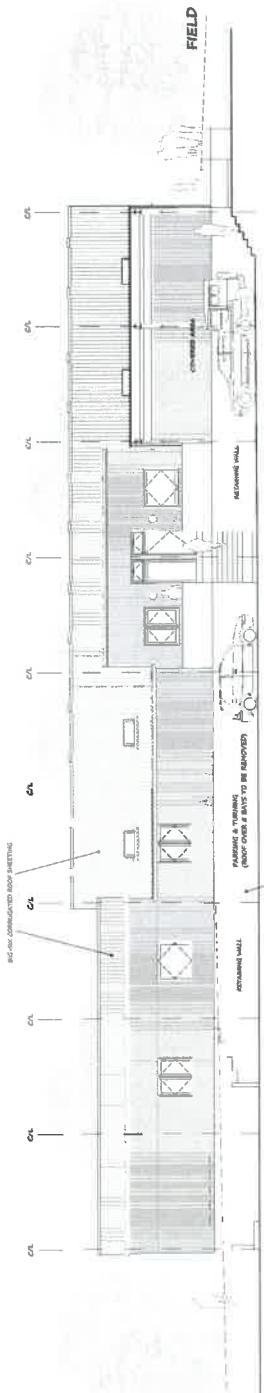 FIELD
C/L
C/L
C/L
C/L
C/L
C/L
C/L
C/L
C/L
C/L
BIG-SIX CORRUGATED ROOF SHEETING
COVERED AREA
RETAINING WALL
PARKING & TURNING
(ROOF OVER 6 BAYS TO BE REMOVED)
RETAINING WALL